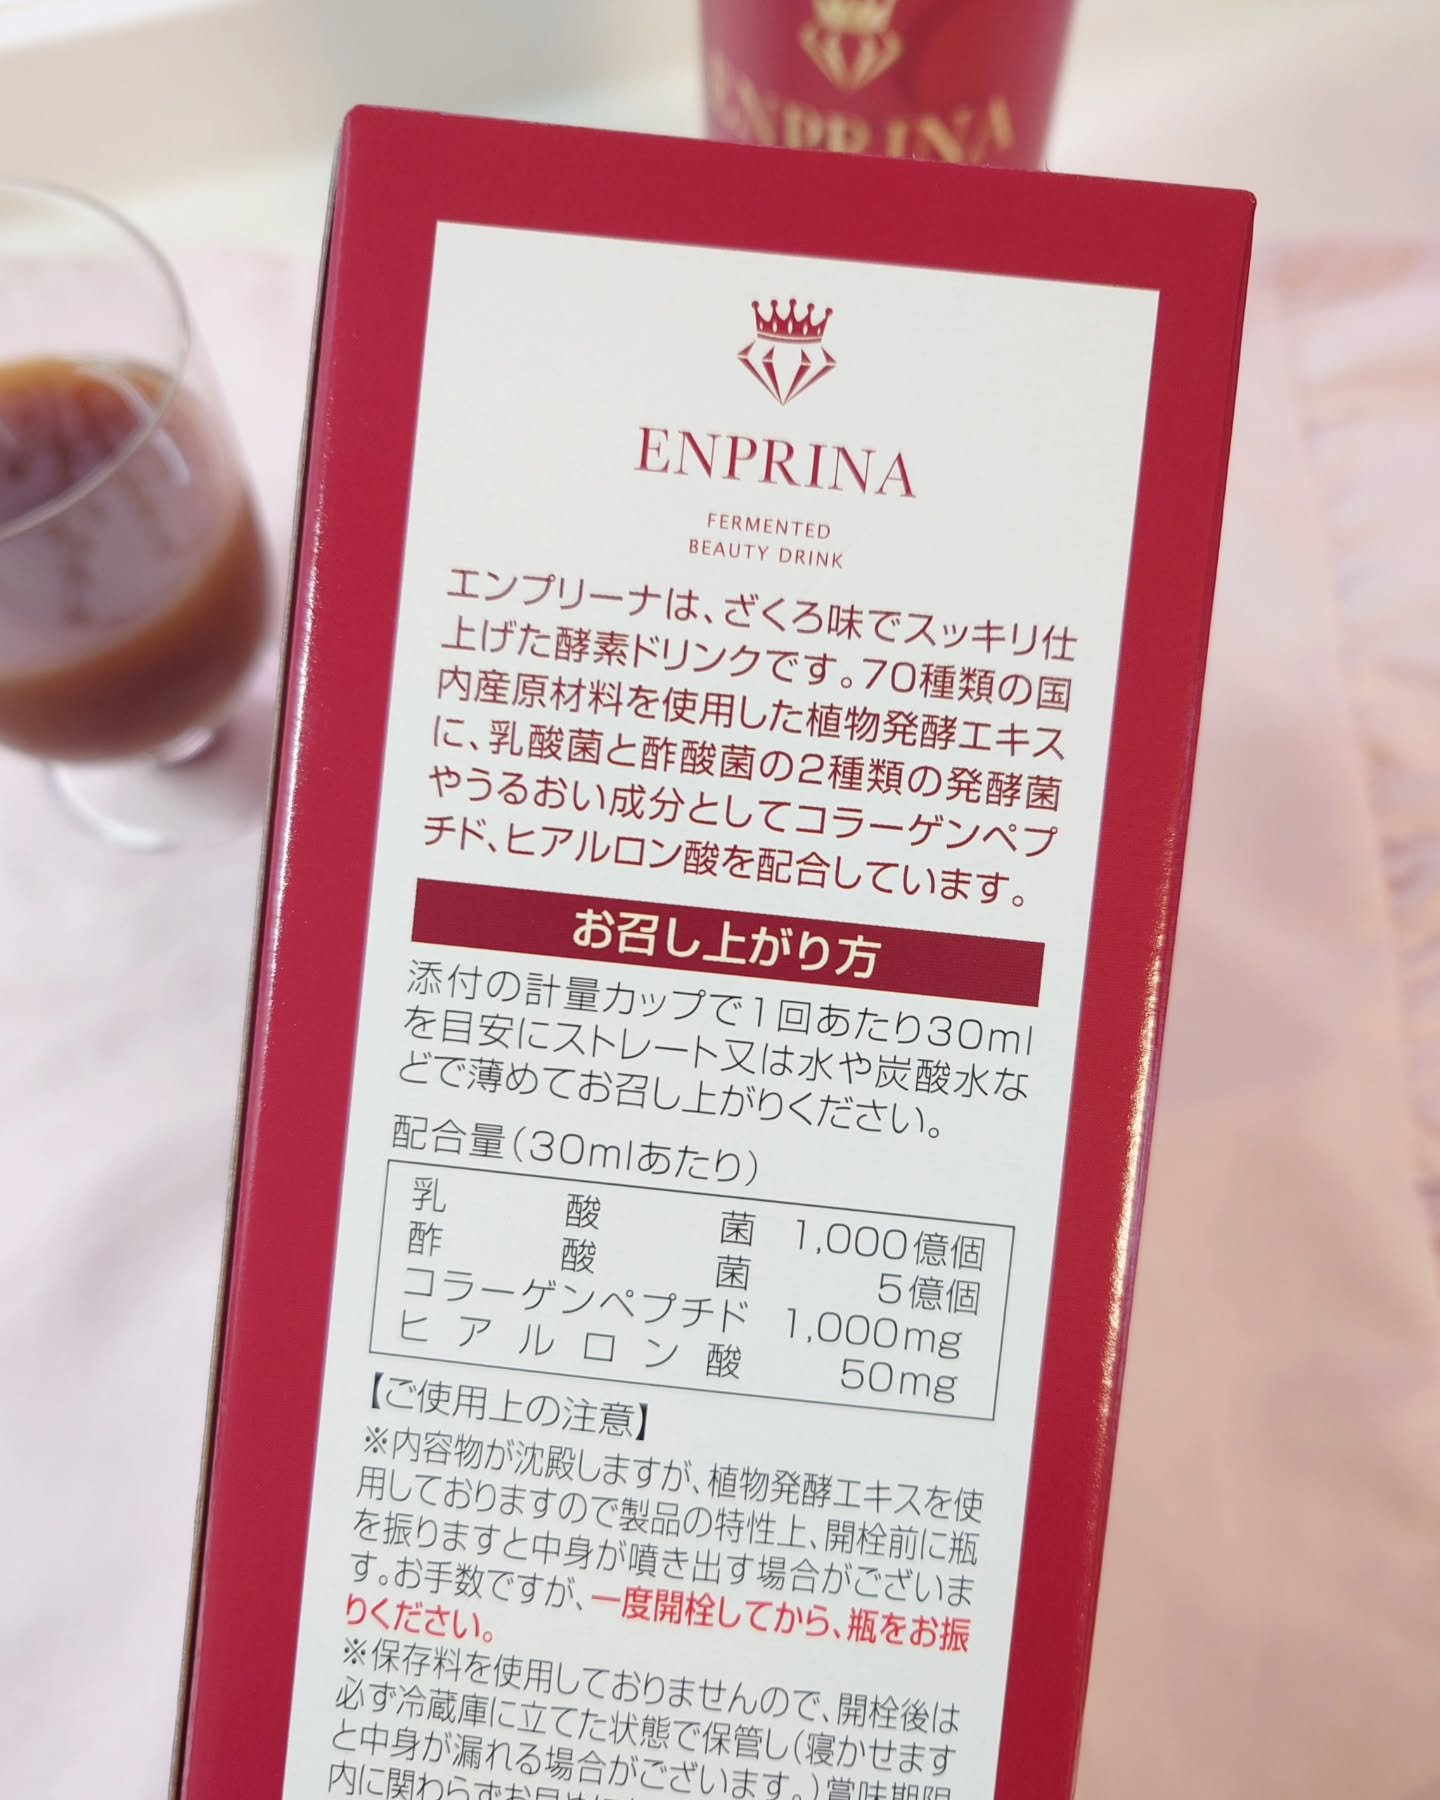 ENPRINA
ENPRINA
FERMENTED
BEAUTY DRINK
エンプリーナは、ざくろ味でスッキリ仕
上げた酵素ドリンクです。70種類の国
内産原材料を使用した植物発酵エキス
に、乳酸菌と酢酸菌の2種類の発酵菌
やうるおい成分としてコラーゲンペプ
チド、ヒアルロン酸を配合しています。
お召し上がり方
添付の計量カップで1回あたり30ml
を目安にストレート又は水や炭酸水な
どで薄めてお召し上がりください。
配合量(30mlあたり)
乳酸菌 1,000億個
酢酸菌 5億個
コラーゲンペプチド 1,000mg
ヒアルロン酸 50mg
【ご使用上の注意】
※内容物が沈殿しますが、植物発酵エキスを使
用しておりますので製品の特性上、開栓前に瓶
を振りますと中身が噴き出す場合がございま
す。お手数ですが、一度開栓してから、瓶をお振
りください。
※保存料を使用しておりませんので、開栓後は
必ず冷蔵庫に立てた状態で保管し(寝かせます
と中身が漏れる場合がございます。)賞味期限
内に関わらずお早めに